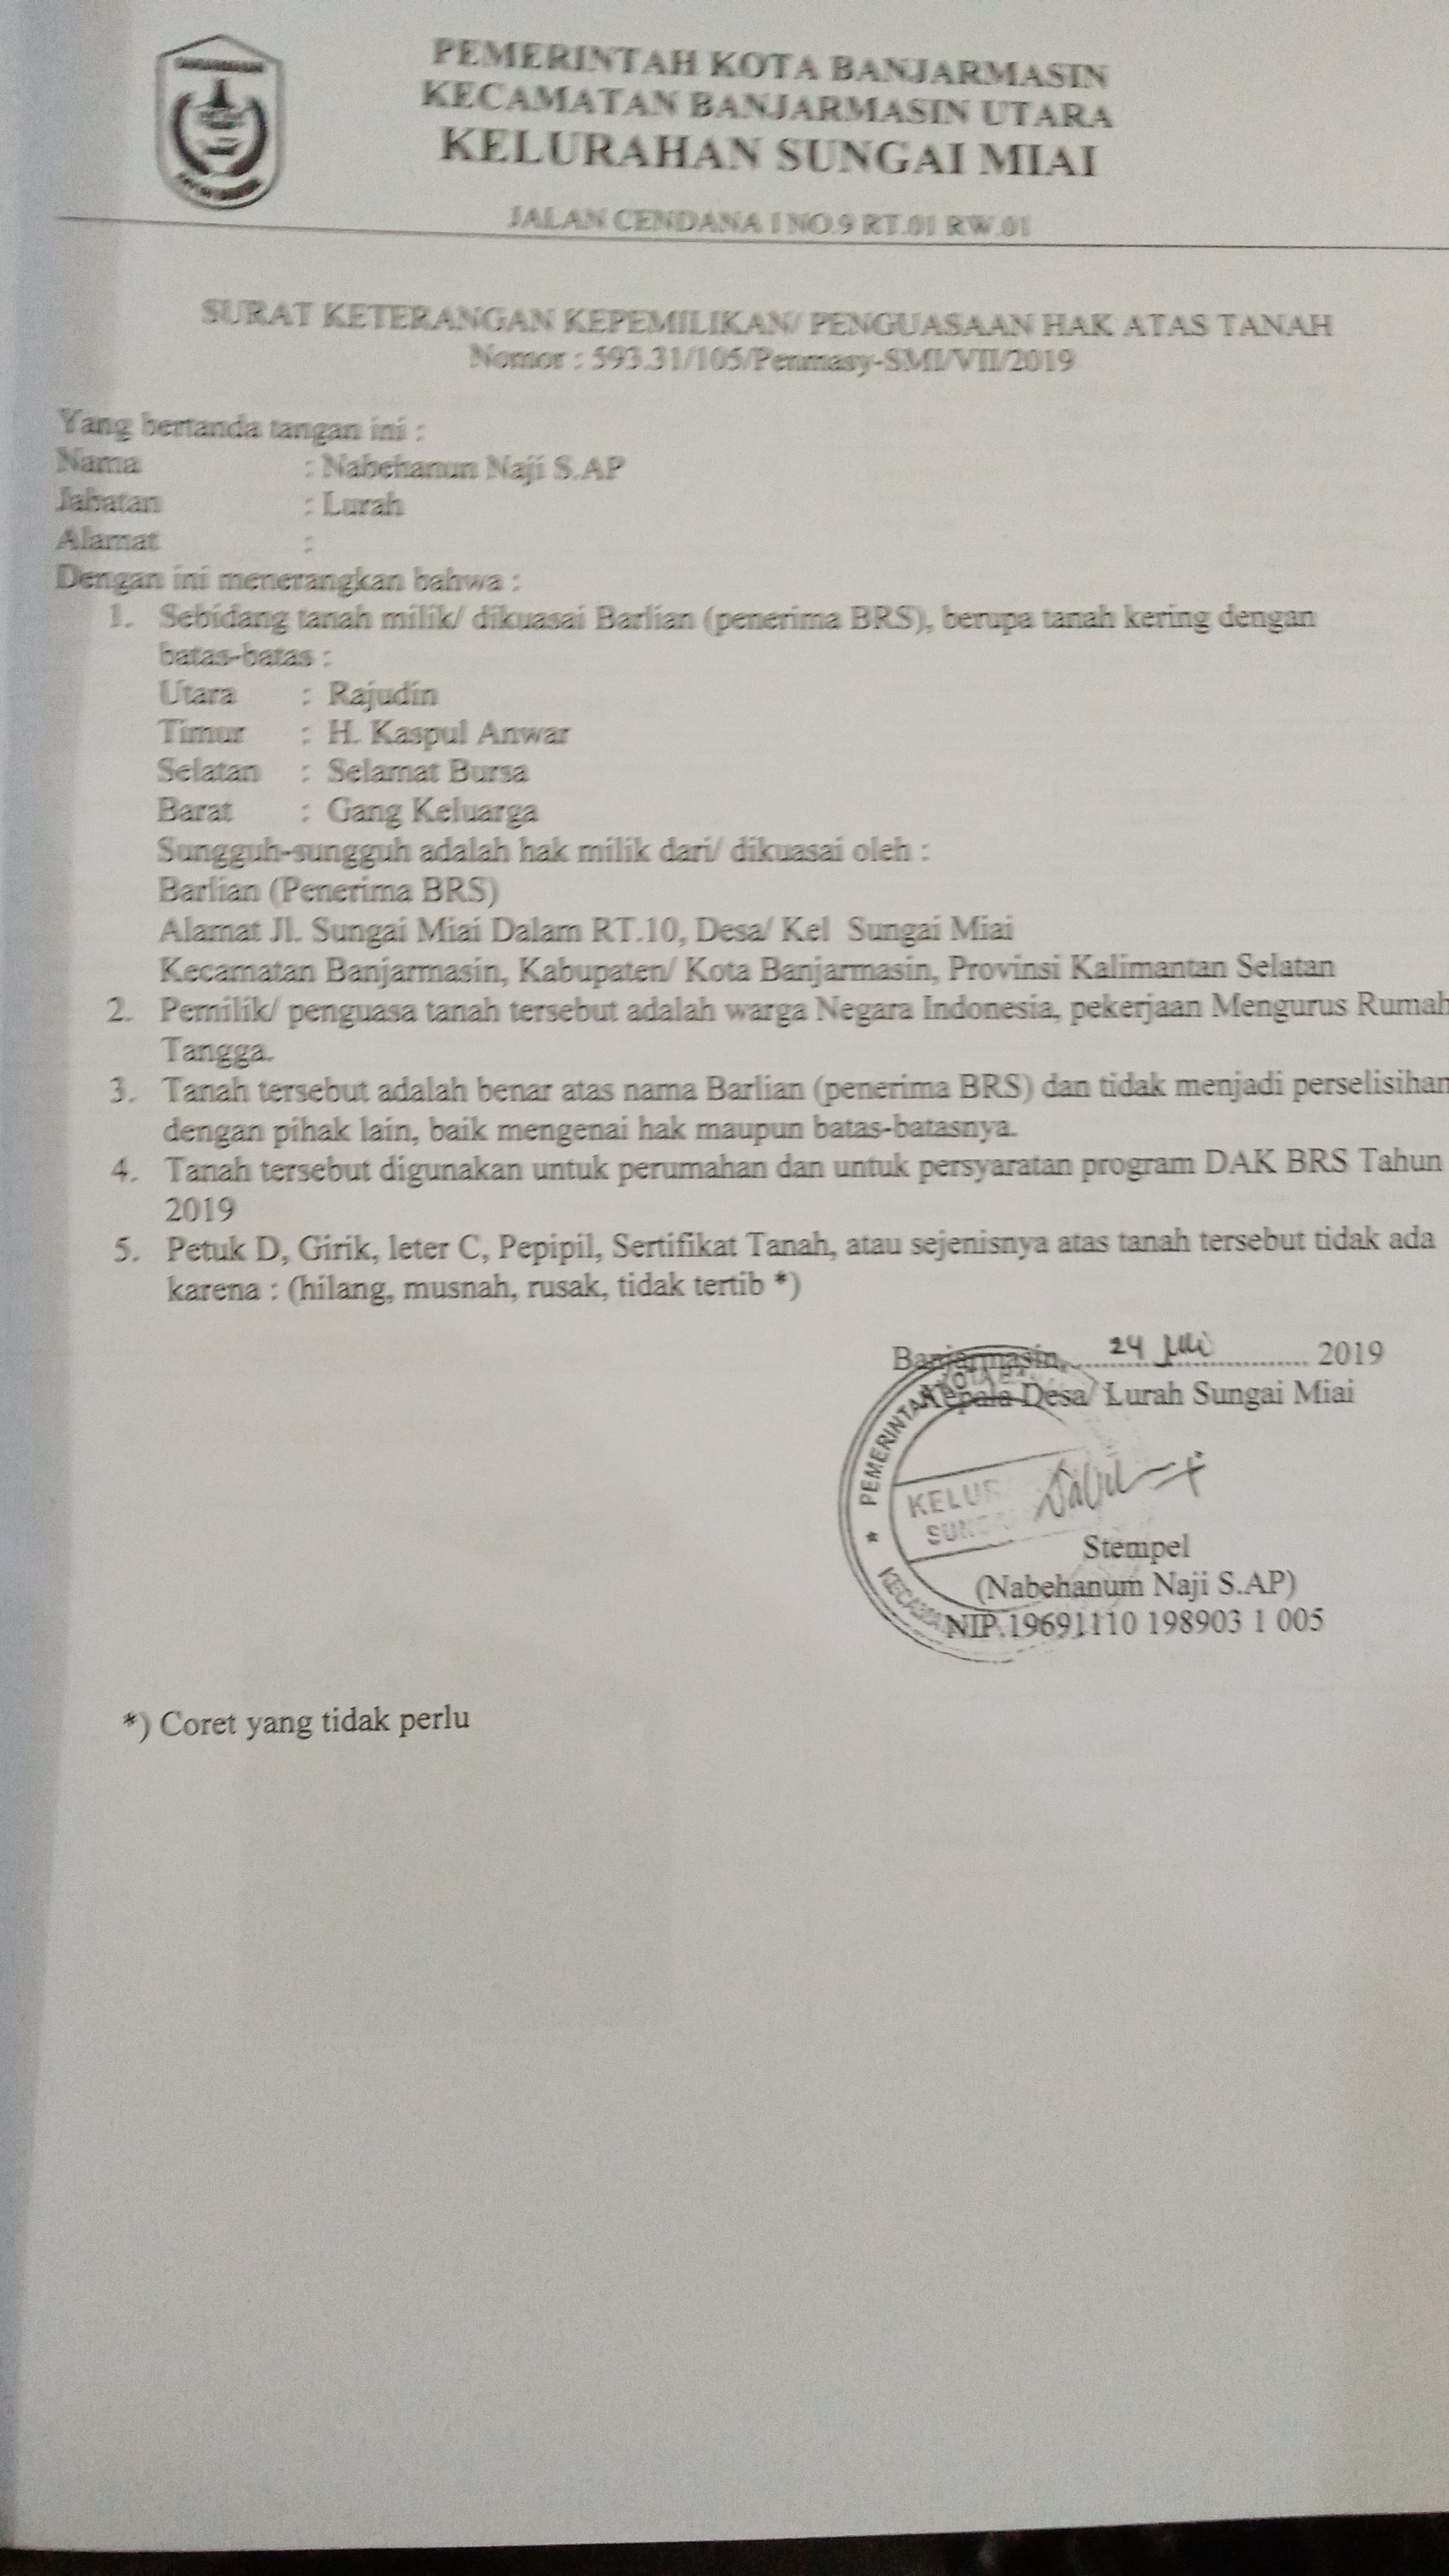 PEMERINTAH KOTA BANJARMASIN
KECAMATAN BANJARMASIN UTARA
KELURAHAN SUNGAI MIAI
JALAN CENDANA I NO.9 RT.01 RW.01
SURAT KETERANGAN KEPEMILIKAN/ PENGUASAAN HAK ATAS TANAH
Nomor : 593.31/105/Penmasy-SMI/VII/2019
Yang bertanda tangan ini :
Nama : Nabehanun Naji S.AP
Jabatan : Lurah
Alamat :
Dengan ini menerangkan bahwa :
1. Sebidang tanah milik/ dikuasai Barlian (penerima BRS), berupa tanah kering dengan
batas-batas :
Utara : Rajudin
Timur : H. Kaspul Anwar
Selatan : Selamat Bursa
Barat : Gang Keluarga
Sungguh-sungguh adalah hak milik dari/ dikuasai oleh :
Barlian (Penerima BRS)
Alamat Jl. Sungai Miai Dalam RT.10, Desa/ Kel Sungai Miai
Kecamatan Banjarmasin, Kabupaten/ Kota Banjarmasin, Provinsi Kalimantan Selatan
2. Pemilik/ penguasa tanah tersebut adalah warga Negara Indonesia, pekerjaan Mengurus Rumah
Tangga.
3. Tanah tersebut adalah benar atas nama Barlian (penerima BRS) dan tidak menjadi perselisihan
dengan pihak lain, baik mengenai hak maupun batas-batasnya.
4. Tanah tersebut digunakan untuk perumahan dan untuk persyaratan program DAK BRS Tahun
2019
5. Petuk D, Girik, leter C, Pepipil, Sertifikat Tanah, atau sejenisnya atas tanah tersebut tidak ada
karena : (hilang, musnah, rusak, tidak tertib *)
Banjarmasin, 24 Juli 2019
Kepala Desa/ Lurah Sungai Miai
PEMERINTAH KOTA
KELUR
SUNG
KECAMA
Stempel
(Nabehanum Naji S.AP)
NIP.19691110 198903 1 005
*) Coret yang tidak perlu